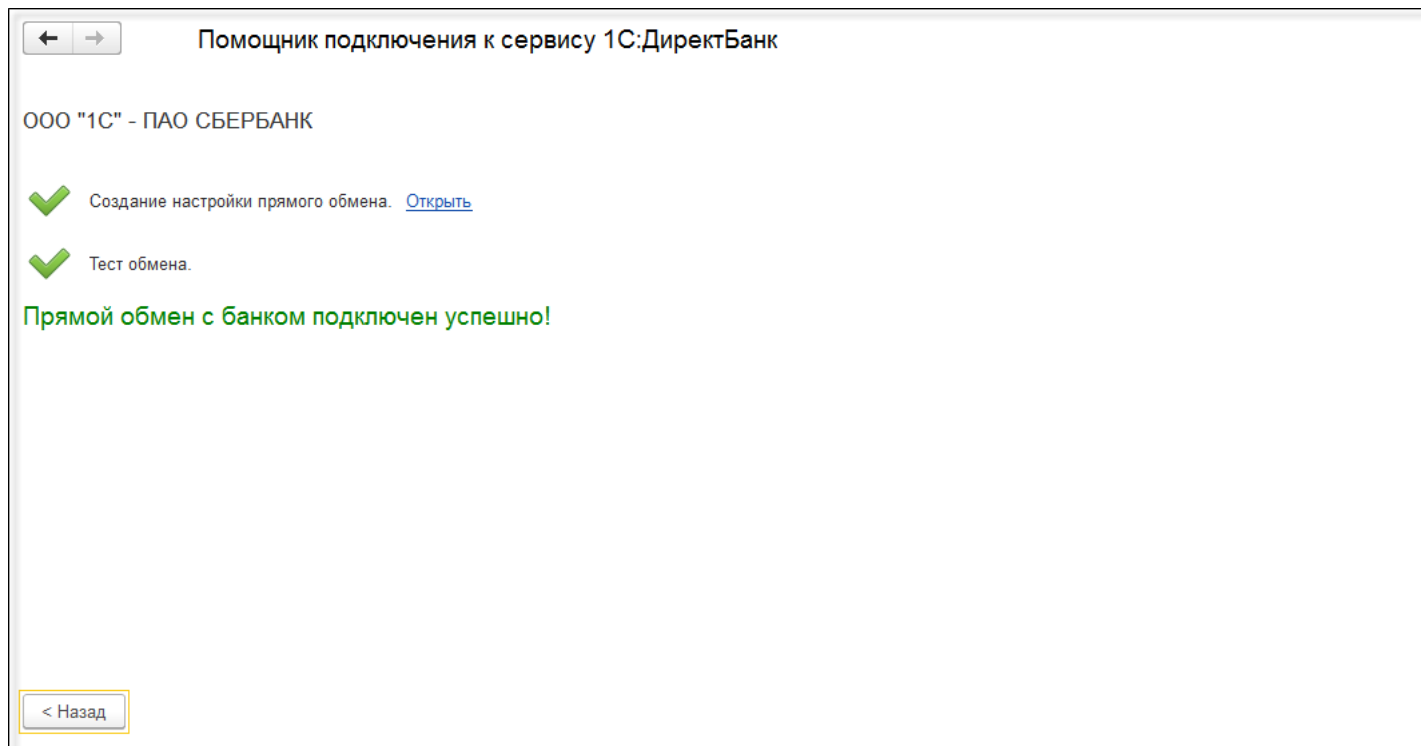 Помощник подключения к сервису 1С:ДиректБанк
ООО "1С" - ПАО СБЕРБАНК
Создание настройки прямого обмена. Открыть
Тест обмена.
Прямой обмен с банком подключен успешно!
< Назад